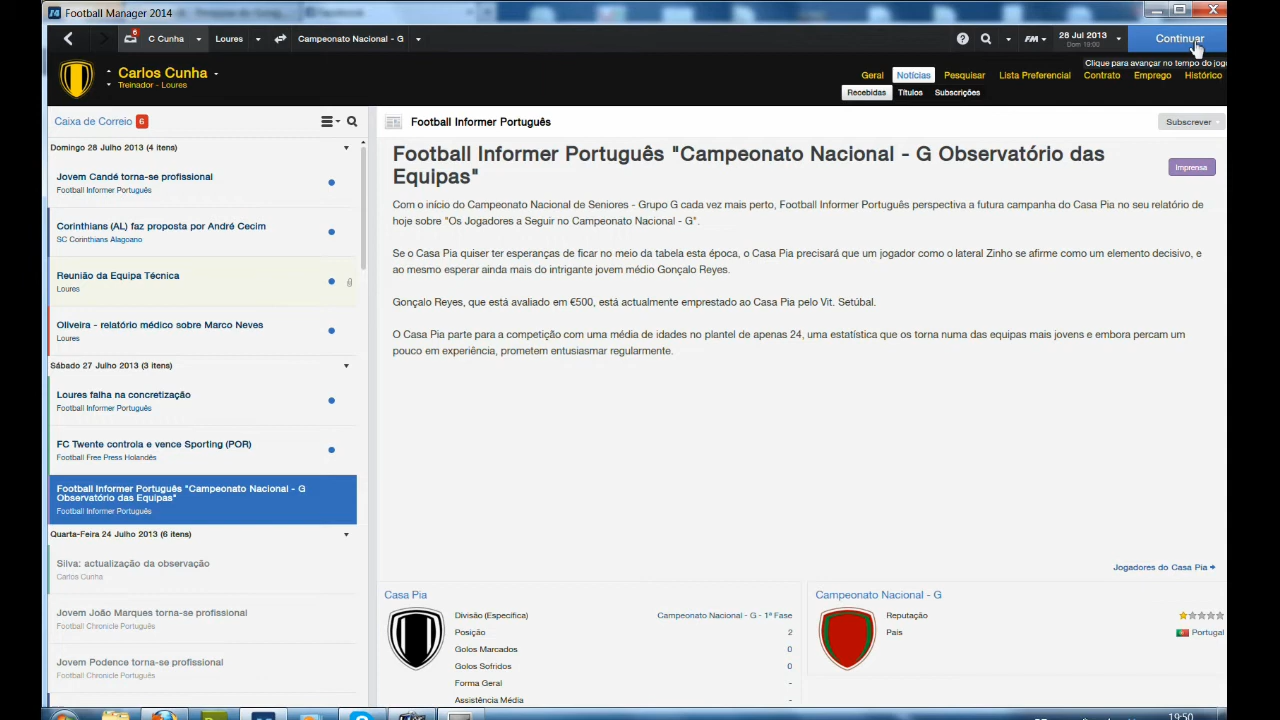 Football Manager 2014
6
C Cunha
Loures
Campeonato Nacional - G
FM
28 Jul 2013
Dom 18:00
Continuar
Clique para avançar no tempo do jog
Carlos Cunha
Treinador - Loures
Geral
Notícias
Pesquisar
Lista Preferencial
Contrato
Emprego
Histórico
Recebidas
Títulos
Subscrições
Caixa de Correio 6
Domingo 28 Julho 2013 (4 itens)
Jovem Candé torna-se profissional
Football Informer Português
Corinthians (AL) faz proposta por André Cecim
SC Corinthians Alagoano
Reunião da Equipa Técnica
Loures
Oliveira - relatório médico sobre Marco Neves
Loures
Sábado 27 Julho 2013 (3 itens)
Loures falha na concretização
Football Informer Português
FC Twente controla e vence Sporting (POR)
Football Free Press Holandês
Football Informer Português "Campeonato Nacional - G
Observatório das Equipas"
Football Informer Português
Quarta-Feira 24 Julho 2013 (6 itens)
Silva: actualização da observação
Carlos Cunha
Jovem João Marques torna-se profissional
Football Chronicle Português
Jovem Podence torna-se profissional
Football Chronicle Português
Football Informer Português
Subscrever
Football Informer Português "Campeonato Nacional - G Observatório das
Equipas"
Imprensa
Com o início do Campeonato Nacional de Seniores - Grupo G cada vez mais perto, Football Informer Português perspectiva a futura campanha do Casa Pia no seu relatório de
hoje sobre "Os Jogadores a Seguir no Campeonato Nacional - G".
Se o Casa Pia quiser ter esperanças de ficar no meio da tabela esta época, o Casa Pia precisará que um jogador como o lateral Zinho se afirme como um elemento decisivo, e
ao mesmo esperar ainda mais do intrigante jovem médio Gonçalo Reyes.
Gonçalo Reyes, que está avaliado em €500, está actualmente emprestado ao Casa Pia pelo Vit. Setúbal.
O Casa Pia parte para a competição com uma média de idades no plantel de apenas 24, uma estatística que os torna numa das equipas mais jovens e embora percam um
pouco em experiência, prometem entusiasmar regularmente.
Jogadores do Casa Pia
Casa Pia
Divisão (Específica) Campeonato Nacional - G - 1ª Fase
Posição 2
Golos Marcados 0
Golos Sofridos 0
Forma Geral -
Assistência Média -
Campeonato Nacional - G
Reputação
País Portugal
19:50